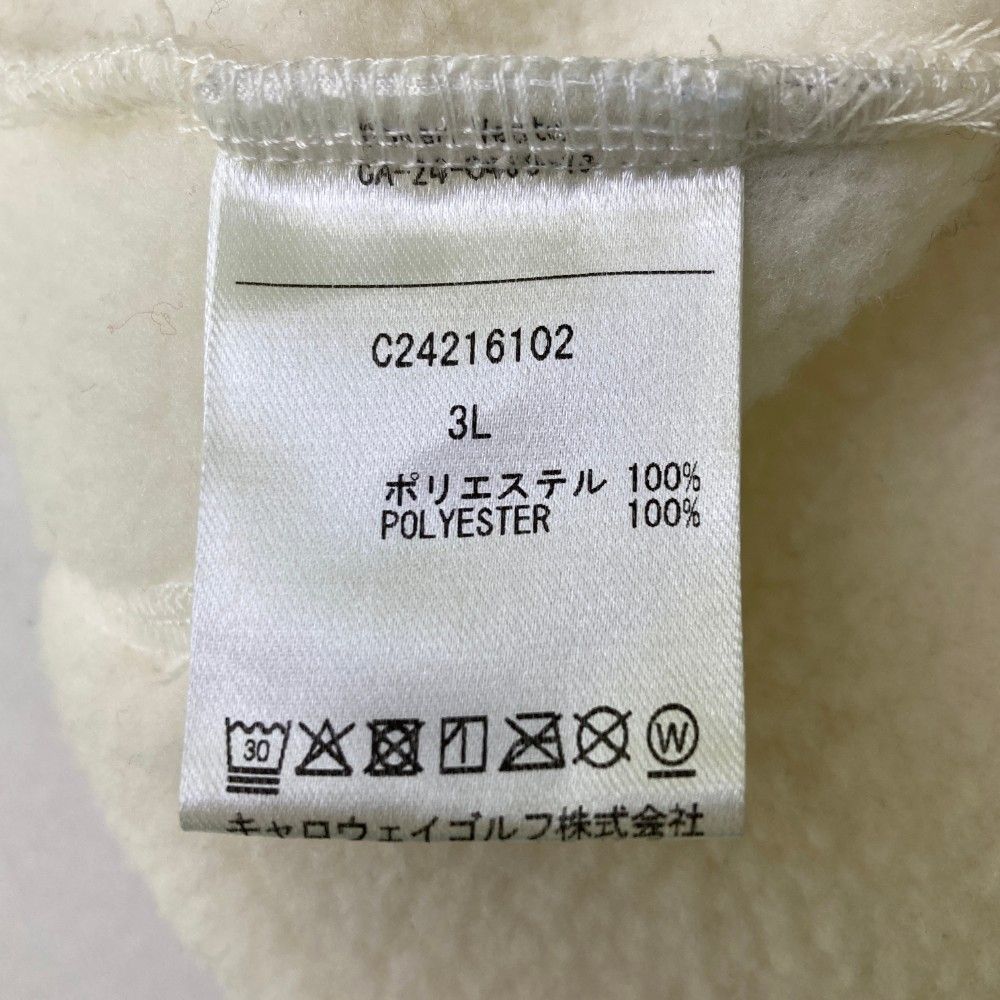 C24216102
3L
ポリエステル 100%
POLYESTER 100%
30
W
キャロウェイゴルフ株式会社